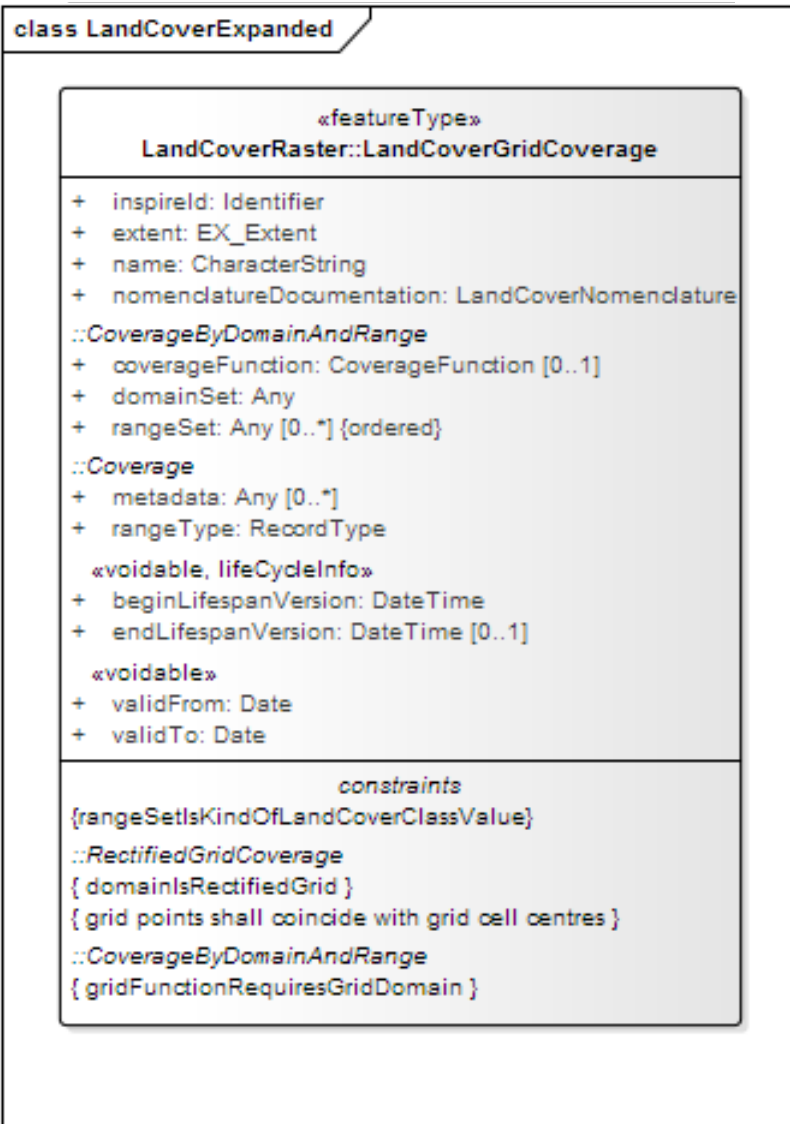 class LandCoverExpanded
«featureType»
LandCoverRaster::LandCoverGridCoverage
+ inspireId: Identifier
+ extent: EX_Extent
+ name: CharacterString
+ nomenclatureDocumentation: LandCoverNomenclature
::CoverageByDomainAndRange
+ coverageFunction: CoverageFunction [0..1]
+ domainSet: Any
+ rangeSet: Any [0..*] {ordered}
::Coverage
+ metadata: Any [0..*]
+ rangeType: RecordType
«voidable, lifeCycleInfo»
+ beginLifespanVersion: DateTime
+ endLifespanVersion: DateTime [0..1]
«voidable»
+ validFrom: Date
+ validTo: Date
constraints
{rangeSetIsKindOfLandCoverClassValue}
::RectifiedGridCoverage
{ domainIsRectifiedGrid }
{ grid points shall coincide with grid cell centres }
::CoverageByDomainAndRange
{ gridFunctionRequiresGridDomain }